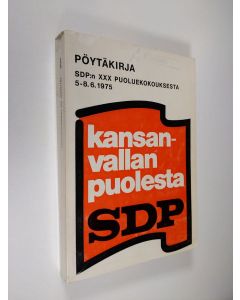 PÖYTÄKIRJA
SDP:n XXX PUOLUEKOKOUKSESTA
5-8.6.1975
kansan-
vallan
puolesta
SDP